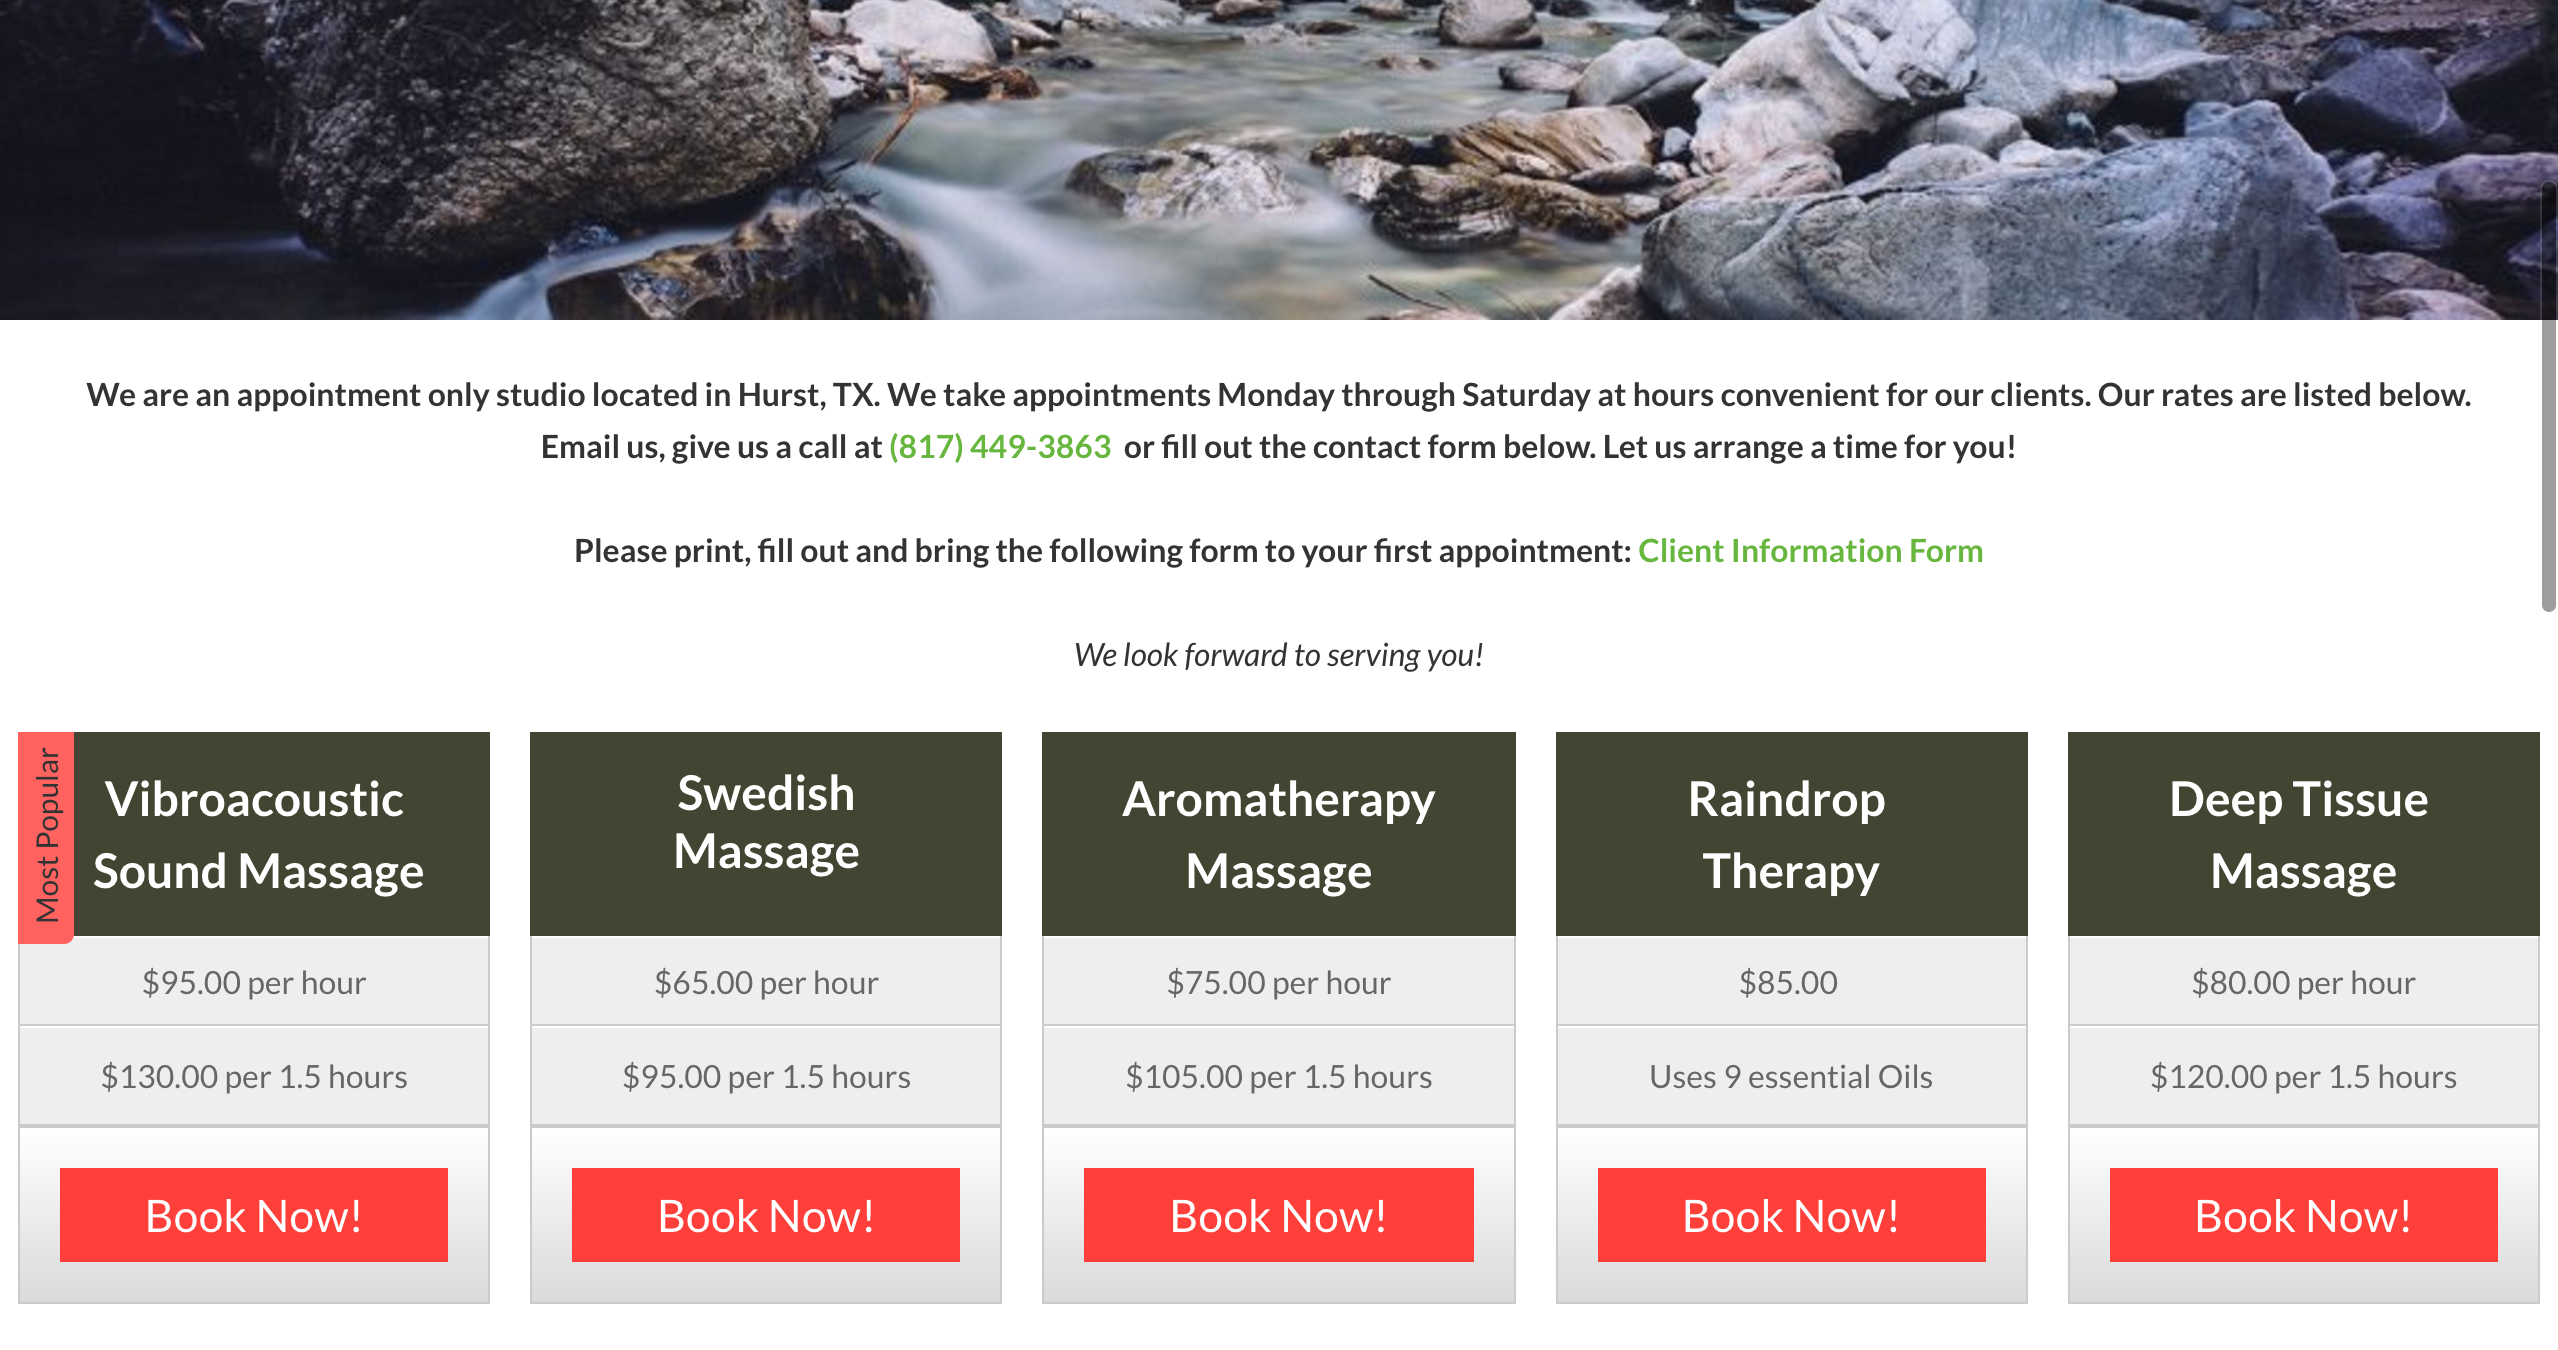 We are an appointment only studio located in Hurst, TX. We take appointments Monday through Saturday at hours convenient for our clients. Our rates are listed below.
Email us, give us a call at (817) 449-3863 or fill out the contact form below. Let us arrange a time for you!
Please print, fill out and bring the following form to your first appointment: Client Information Form
We look forward to serving you!
Most Popular
Vibroacoustic
Sound Massage
$95.00 per hour
$130.00 per 1.5 hours
Book Now!
Swedish
Massage
$65.00 per hour
$95.00 per 1.5 hours
Book Now!
Aromatherapy
Massage
$75.00 per hour
$105.00 per 1.5 hours
Book Now!
Raindrop
Therapy
$85.00
Uses 9 essential Oils
Book Now!
Deep Tissue
Massage
$80.00 per hour
$120.00 per 1.5 hours
Book Now!